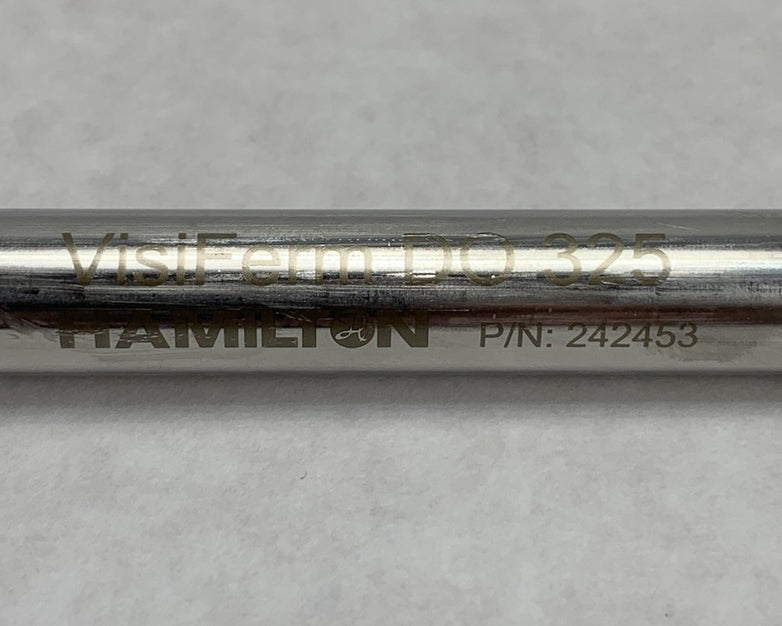 VisiFerm DO 325
HAMILTON P/N: 242453